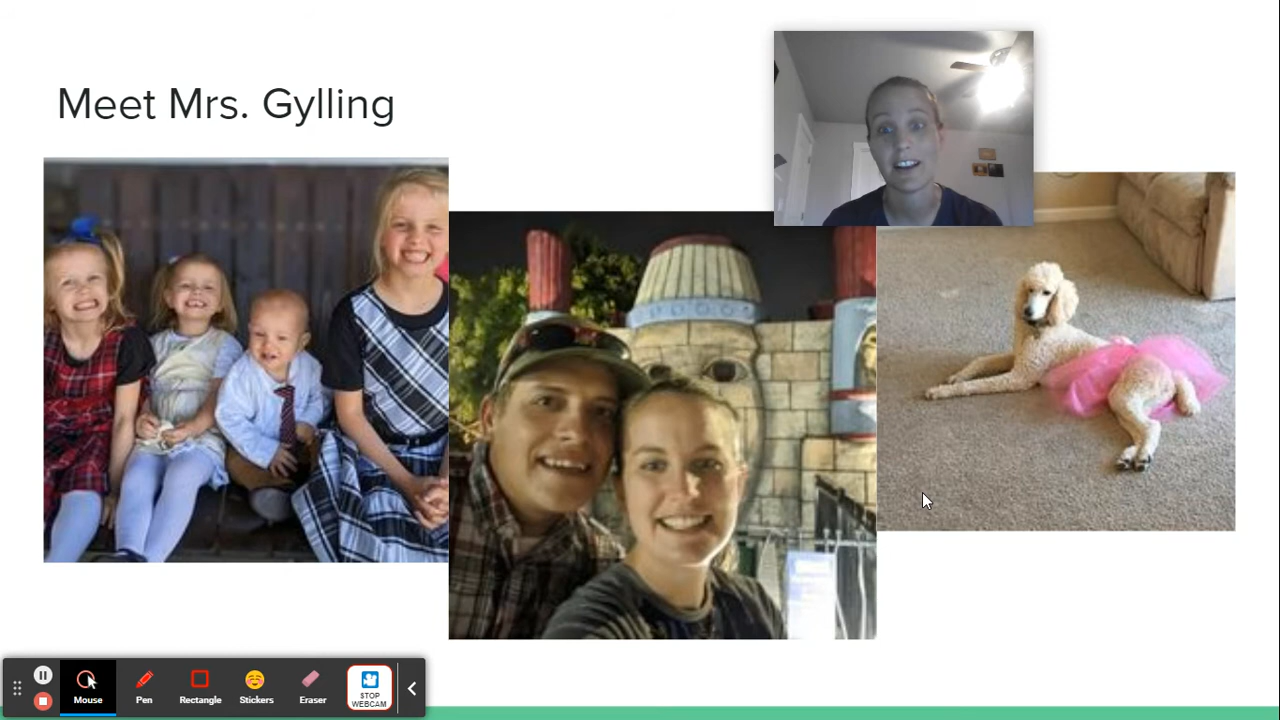 Meet Mrs. Gylling
Mouse
Pen
Rectangle
Stickers
Eraser
STOP
WEBCAM